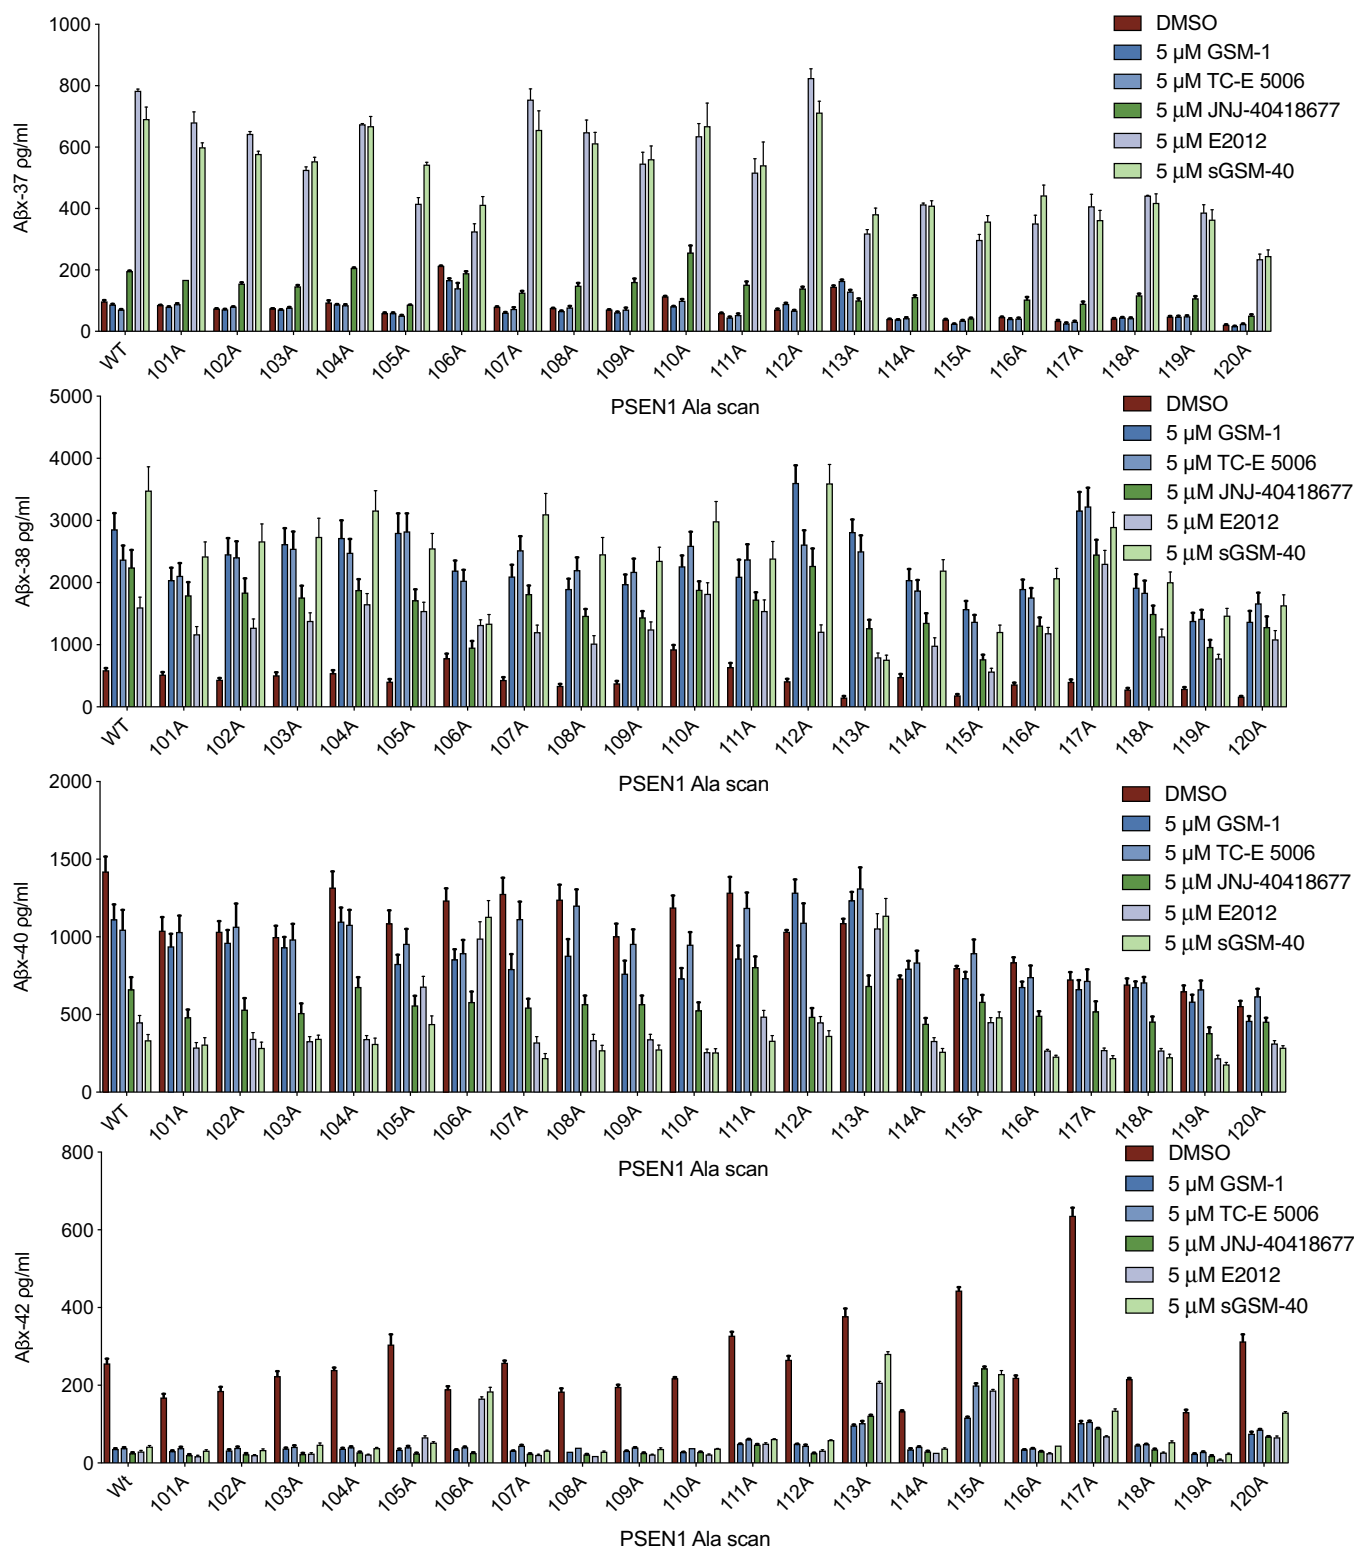 1000
800
600
400
200
0
Aβx-37 ρg/ml
DMSO
5 µM GSM-1
5 µM TC-E 5006
5 µM JNJ-40418677
5 µM E2012
5 µM sGSM-40
WT 101A 102A 103A 104A 105A 106A 107A 108A 109A 110A 111A 112A 113A 114A 115A 116A 117A 118A 119A 120A
PSEN1 Ala scan
5000
4000
3000
2000
1000
0
Aβx-38 ρg/ml
DMSO
5 µM GSM-1
5 µM TC-E 5006
5 µM JNJ-40418677
5 µM E2012
5 µM sGSM-40
WT 101A 102A 103A 104A 105A 106A 107A 108A 109A 110A 111A 112A 113A 114A 115A 116A 117A 118A 119A 120A
PSEN1 Ala scan
2000
1500
1000
500
0
Aβx-40 ρg/ml
DMSO
5 µM GSM-1
5 µM TC-E 5006
5 µM JNJ-40418677
5 µM E2012
5 µM sGSM-40
WT 101A 102A 103A 104A 105A 106A 107A 108A 109A 110A 111A 112A 113A 114A 115A 116A 117A 118A 119A 120A
PSEN1 Ala scan
800
600
400
200
0
Aβx-42 ρg/ml
DMSO
5 µM GSM-1
5 µM TC-E 5006
5 µM JNJ-40418677
5 µM E2012
5 µM sGSM-40
Wt 101A 102A 103A 104A 105A 106A 107A 108A 109A 110A 111A 112A 113A 114A 115A 116A 117A 118A 119A 120A
PSEN1 Ala scan